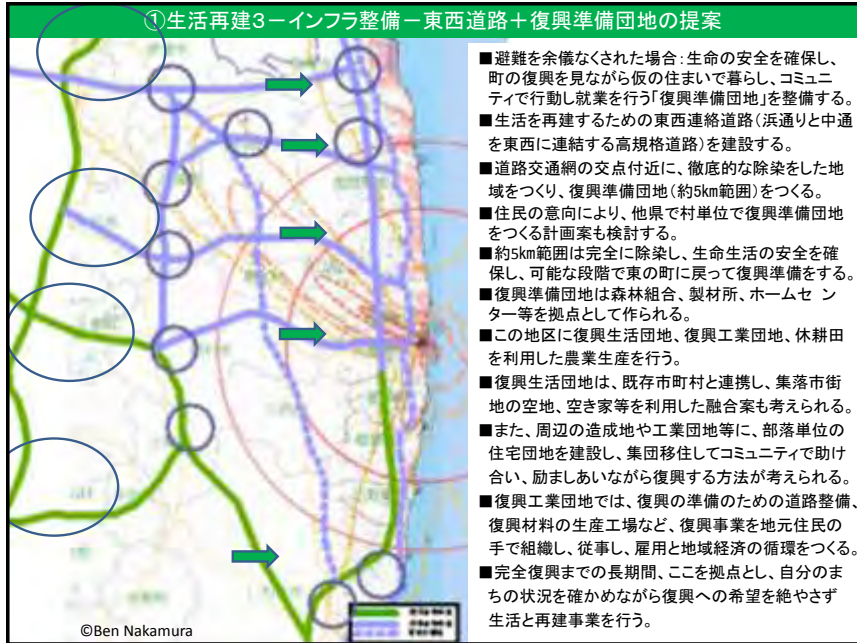 ①生活再建3－インフラ整備－東西道路＋復興準備団地の提案
■避難を余儀なくされた場合：生命の安全を確保し、
町の復興を見ながら仮の住まいで暮らし、コミュニ
ティで行動し就業を行う「復興準備団地」を整備する。
■生活を再建するための東西連絡道路（浜通りと中通
を東西に連結する高規格道路）を建設する。
■道路交通網の交点付近に、徹底的な除染をした地
域をつくり、復興準備団地（約5km範囲）をつくる。
■住民の意向により、他県で村単位で復興準備団地
をつくる計画案も検討する。
■約5km範囲は完全に除染し、生命生活の安全を確
保し、可能な段階で東の町に戻って復興準備をする。
■復興準備団地は森林組合、製材所、ホームセ ン
ター等を拠点として作られる。
■この地区に復興生活団地、復興工業団地、休耕田
を利用した農業生産を行う。
■復興生活団地は、既存市町村と連携し、集落市街
地の空地、空き家等を利用した融合案も考えられる。
■また、周辺の造成地や工業団地等に、部落単位の
住宅団地を建設し、集団移住してコミュニティで助け
合い、励ましあいながら復興する方法が考えられる。
■復興工業団地では、復興の準備のための道路整備、
復興材料の生産工場など、復興事業を地元住民の
手で組織し、従事し、雇用と地域経済の循環をつくる。
■完全復興までの長期間、ここを拠点とし、自分のま
ちの状況を確かめながら復興への希望を絶やさず
生活と再建事業を行う。
©Ben Nakamura